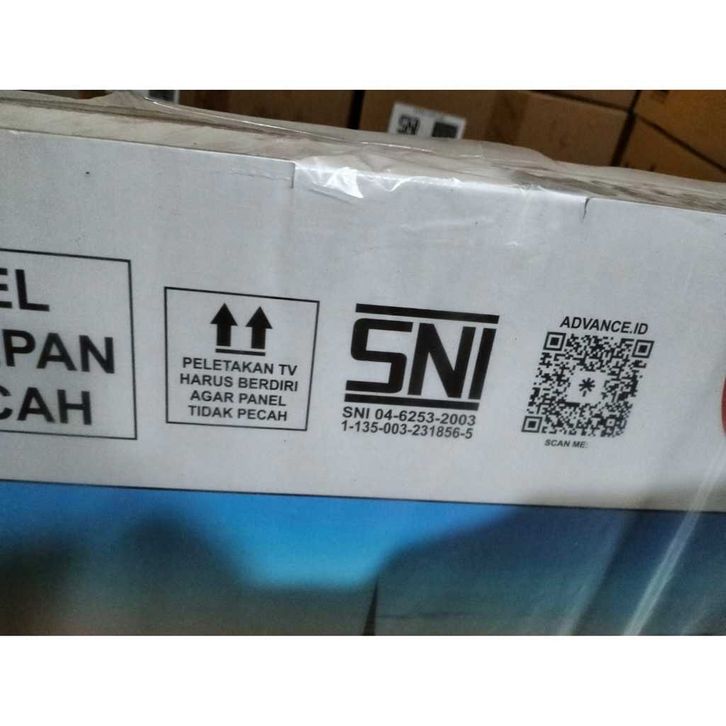 EL
PAN
CAH
PELETAKAN TV
HARUS BERDIRI
AGAR PANEL
TIDAK PECAH
SNI
SNI 04-6253-2003
1-135-003-231856-5
ADVANCE.ID
SCAN ME:
SNI